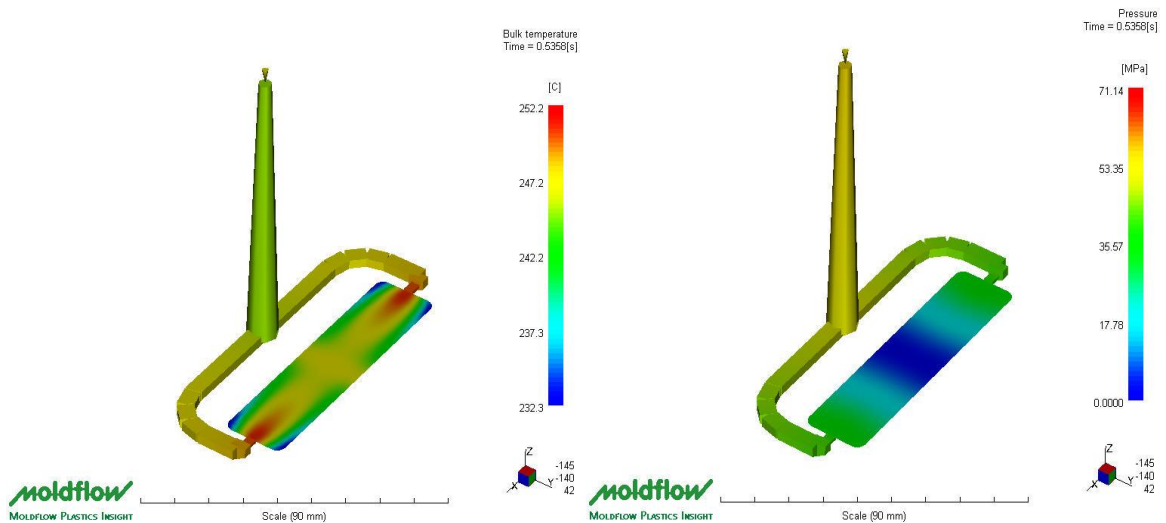 Bulk temperature
Time = 0.5358[s]
[C]
252.2
247.2
242.2
237.3
232.3
Z
Y
X
-145
-140
42
moldflow
MOLDFLOW PLASTICS INSIGHT
Scale (90 mm)
Pressure
Time = 0.5358[s]
[MPa]
71.14
53.35
35.57
17.78
0.0000
Z
Y
X
-145
-140
42
moldflow
MOLDFLOW PLASTICS INSIGHT
Scale (90 mm)